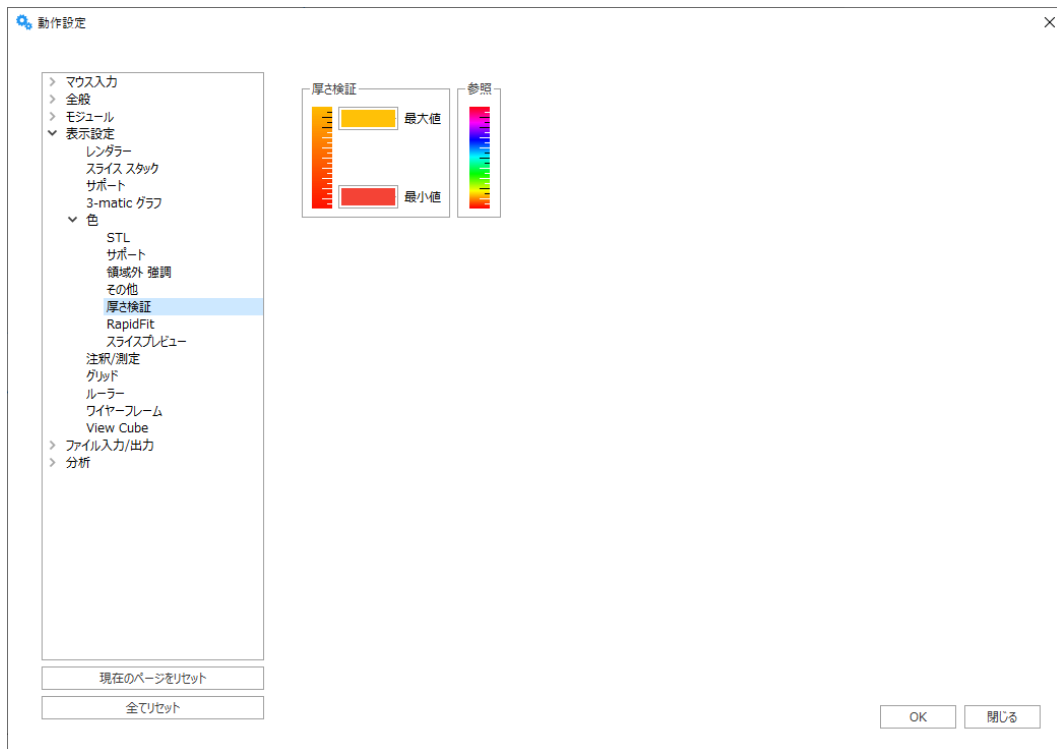 動作設定
マウス入力
全般
モジュール
表示設定
レンダラー
スライス スタック
サポート
3-matic グラフ
色
STL
サポート
領域外 強調
その他
厚さ検証
RapidFit
スライスプレビュー
注釈/測定
グリッド
ルーラー
ワイヤーフレーム
View Cube
ファイル入力/出力
分析
現在のページをリセット
全てリセット
厚さ検証
最大値
最小値
参照
OK
閉じる